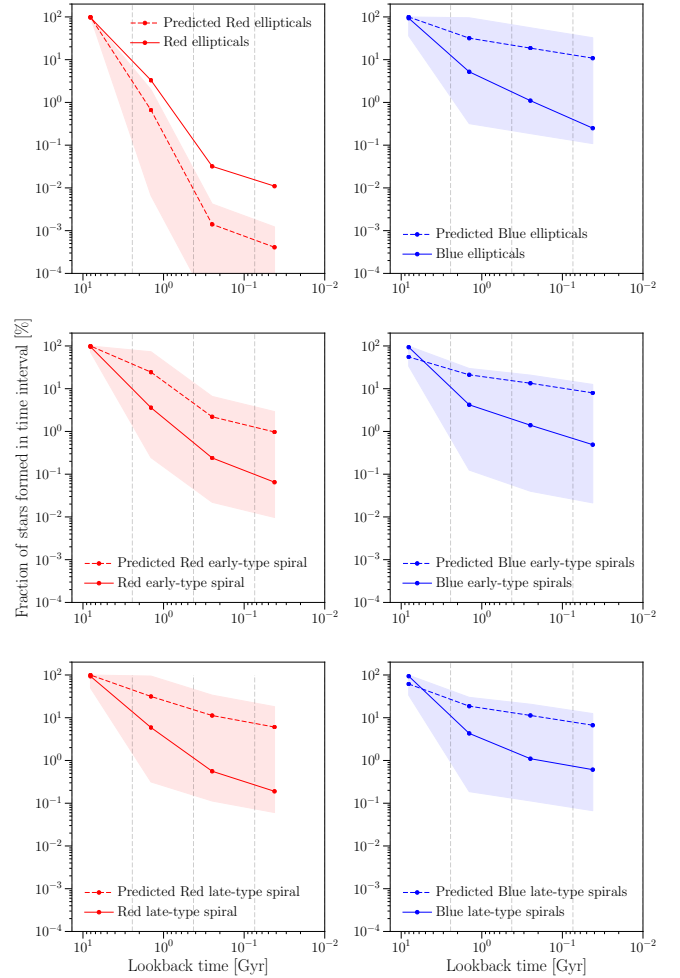 10² 10¹ 10⁰ 10⁻¹ 10⁻² 10⁻³ 10⁻⁴
Predicted Red ellipticals
Red ellipticals
10¹ 10⁰ 10⁻¹ 10⁻²
10² 10¹ 10⁰ 10⁻¹ 10⁻² 10⁻³ 10⁻⁴
Predicted Blue ellipticals
Blue ellipticals
10¹ 10⁰ 10⁻¹ 10⁻²
Fraction of stars formed in time interval [%]
10² 10¹ 10⁰ 10⁻¹ 10⁻² 10⁻³ 10⁻⁴
Predicted Red early-type spiral
Red early-type spiral
10¹ 10⁰ 10⁻¹ 10⁻²
10² 10¹ 10⁰ 10⁻¹ 10⁻² 10⁻³ 10⁻⁴
Predicted Blue early-type spirals
Blue early-type spirals
10¹ 10⁰ 10⁻¹ 10⁻²
10² 10¹ 10⁰ 10⁻¹ 10⁻² 10⁻³ 10⁻⁴
Predicted Red late-type spiral
Red late-type spiral
10¹ 10⁰ 10⁻¹ 10⁻²
Lookback time [Gyr]
10² 10¹ 10⁰ 10⁻¹ 10⁻² 10⁻³ 10⁻⁴
Predicted Blue late-type spirals
Blue late-type spirals
10¹ 10⁰ 10⁻¹ 10⁻²
Lookback time [Gyr]